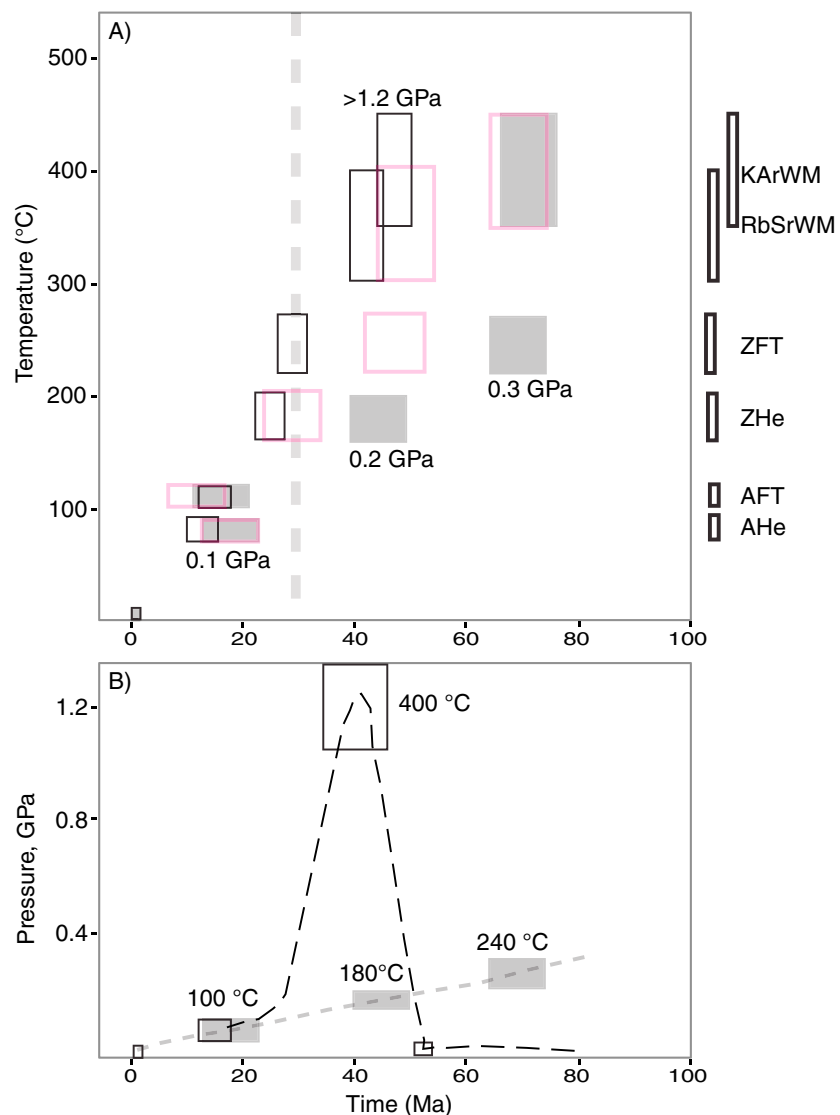 A)
500
>1.2 GPa
400
KArWM
RbSrWM
300
Temperature (°C)
ZFT
0.3 GPa
200
ZHe
0.2 GPa
AFT
100
AHe
0.1 GPa
0 20 40 60 80 100
B)
1.2
400 °C
0.8
Pressure, GPa
0.4
240 °C
180°C
100 °C
0 20 40 60 80 100
Time (Ma)